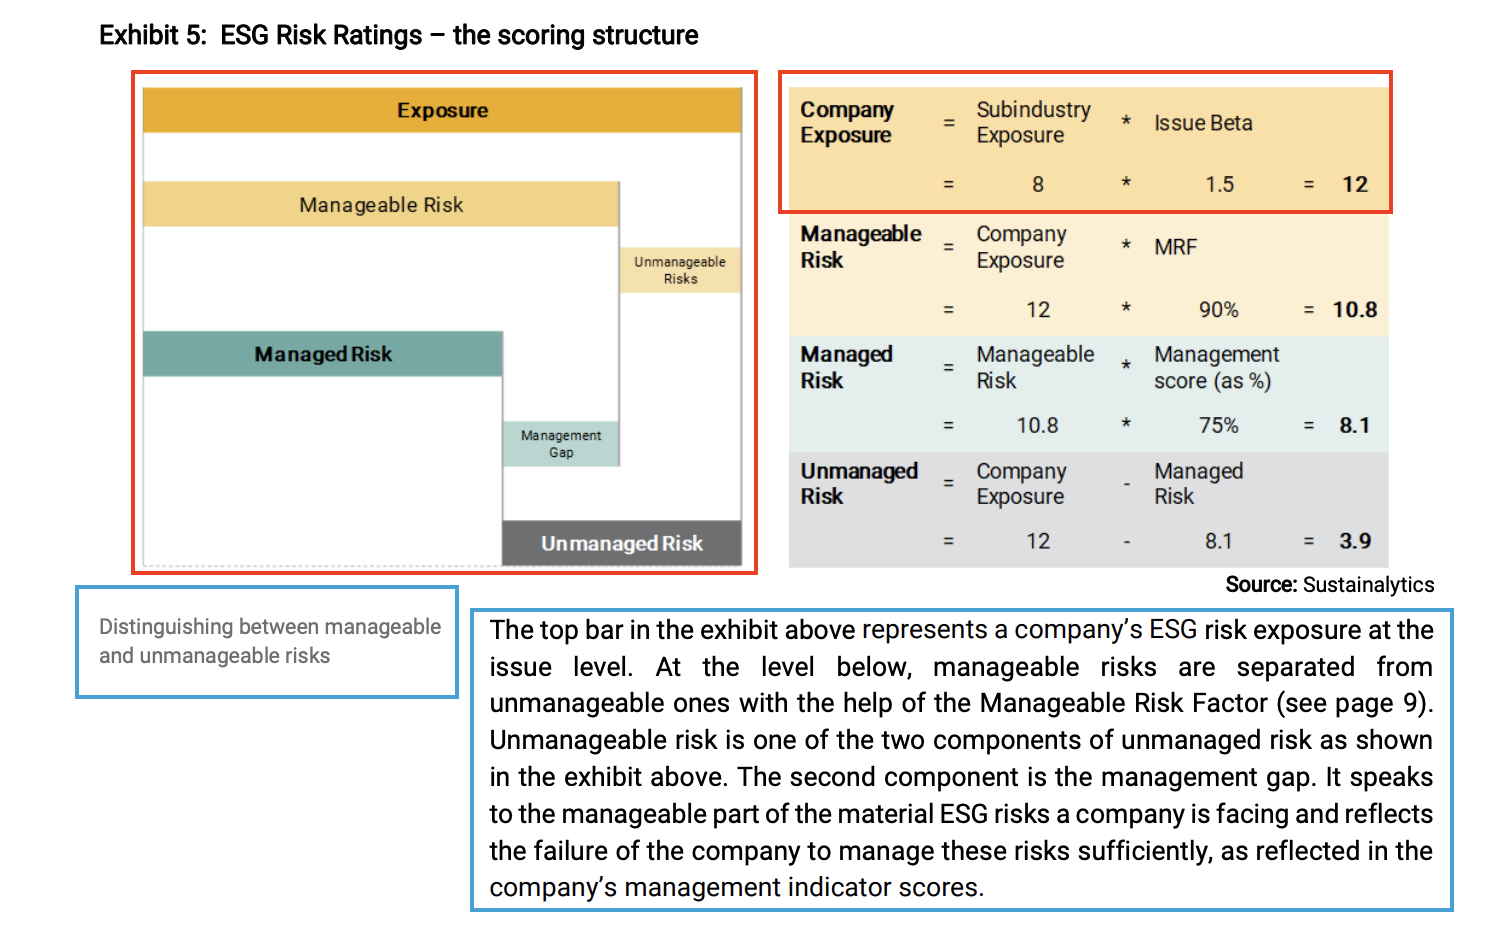 Exhibit 5: ESG Risk Ratings – the scoring structure
Exposure
Manageable Risk
Unmanageable
Risks
Managed Risk
Management
Gap
Unmanaged Risk
Company Exposure = Subindustry Exposure * Issue Beta
= 8 * 1.5 = 12
Manageable Risk = Company Exposure * MRF
= 12 * 90% = 10.8
Managed Risk = Manageable Risk * Management score (as %)
= 10.8 * 75% = 8.1
Unmanaged Risk = Company Exposure - Managed Risk
= 12 - 8.1 = 3.9
Source: Sustainalytics
Distinguishing between manageable
and unmanageable risks
The top bar in the exhibit above represents a company’s ESG risk exposure at the
issue level. At the level below, manageable risks are separated from
unmanageable ones with the help of the Manageable Risk Factor (see page 9).
Unmanageable risk is one of the two components of unmanaged risk as shown
in the exhibit above. The second component is the management gap. It speaks
to the manageable part of the material ESG risks a company is facing and reflects
the failure of the company to manage these risks sufficiently, as reflected in the
company’s management indicator scores.